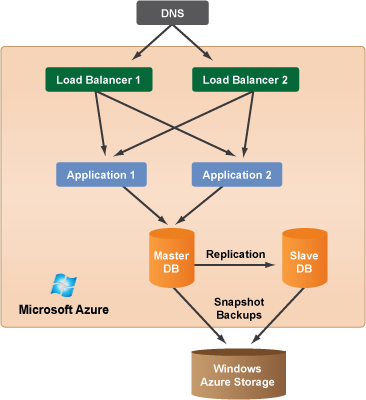 DNS
Load Balancer 1
Load Balancer 2
Application 1
Application 2
Master
DB
Replication
Slave
DB
Microsoft Azure
Snapshot
Backups
Windows
Azure Storage